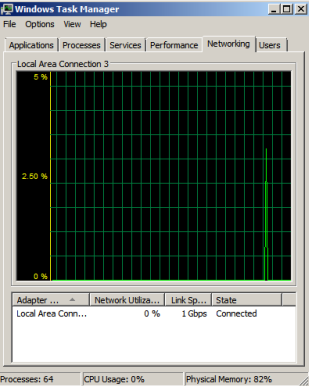 Windows Task Manager
File Options View Help
Applications Processes Services Performance Networking Users
Local Area Connection 3
5 %
2.50 %
0 %
Adapter ... Network Utiliza... Link Sp... State
Local Area Conn... 0 % 1 Gbps Connected
Processes: 64 CPU Usage: 0% Physical Memory: 82%